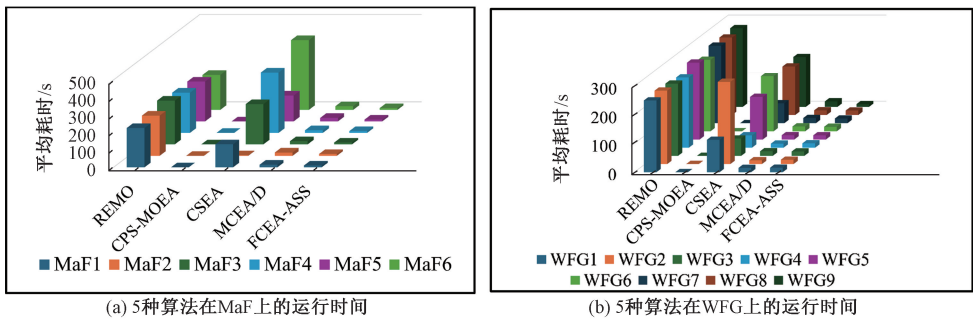 (a)
500
400
300
200
100
0
平均耗时/s
REMO
CPS-MOEA
CSEA
MCEA/D
FCEA-ASS
MaF1 MaF2 MaF3 MaF4 MaF5 MaF6
(a) 5种算法在MaF上的运行时间
(b)
300
200
100
0
平均耗时/s
REMO
CPS-MOEA
CSEA
MCEA/D
FCEA-ASS
WFG1 WFG2 WFG3 WFG4 WFG5
WFG6 WFG7 WFG8 WFG9
(b) 5种算法在WFG上的运行时间